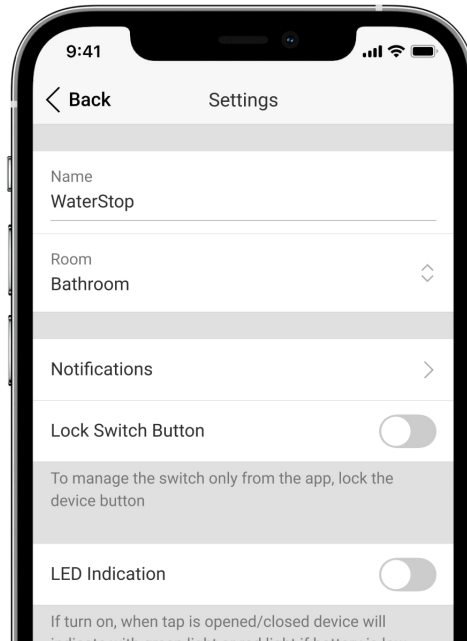 9:41
Back
Settings
Name
WaterStop
Room
Bathroom
Notifications
Lock Switch Button
To manage the switch only from the app, lock the
device button
LED Indication
If turn on, when tap is opened/closed device will